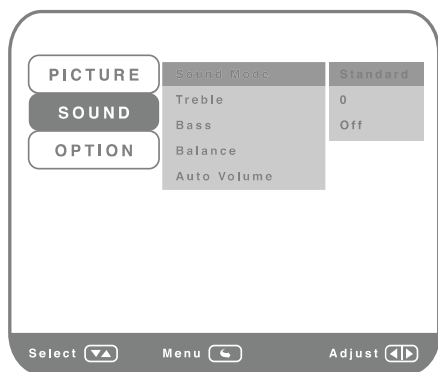 PICTURE
SOUND
OPTION
Sound Mode Standard
Treble 0
Bass Off
Balance
Auto Volume
Select Menu Adjust